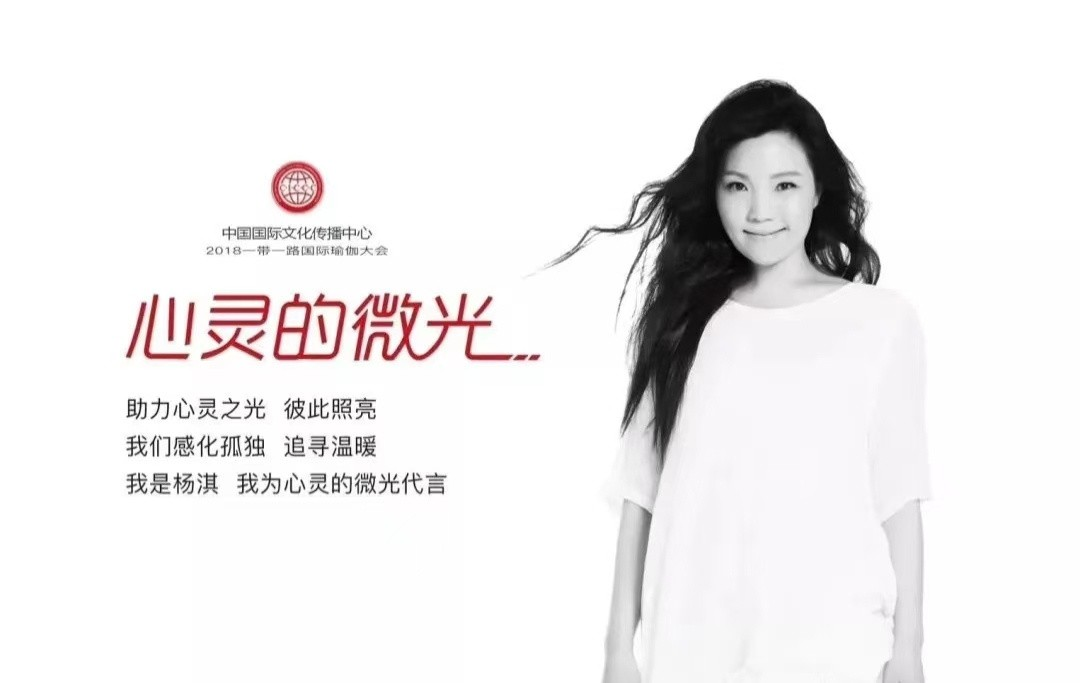 中国国际文化传播中心
2018一带一路国际瑜伽大会
心灵的微光
助力心灵之光 彼此照亮
我们感化孤独 追寻温暖
我是杨淇 我为心灵的微光代言